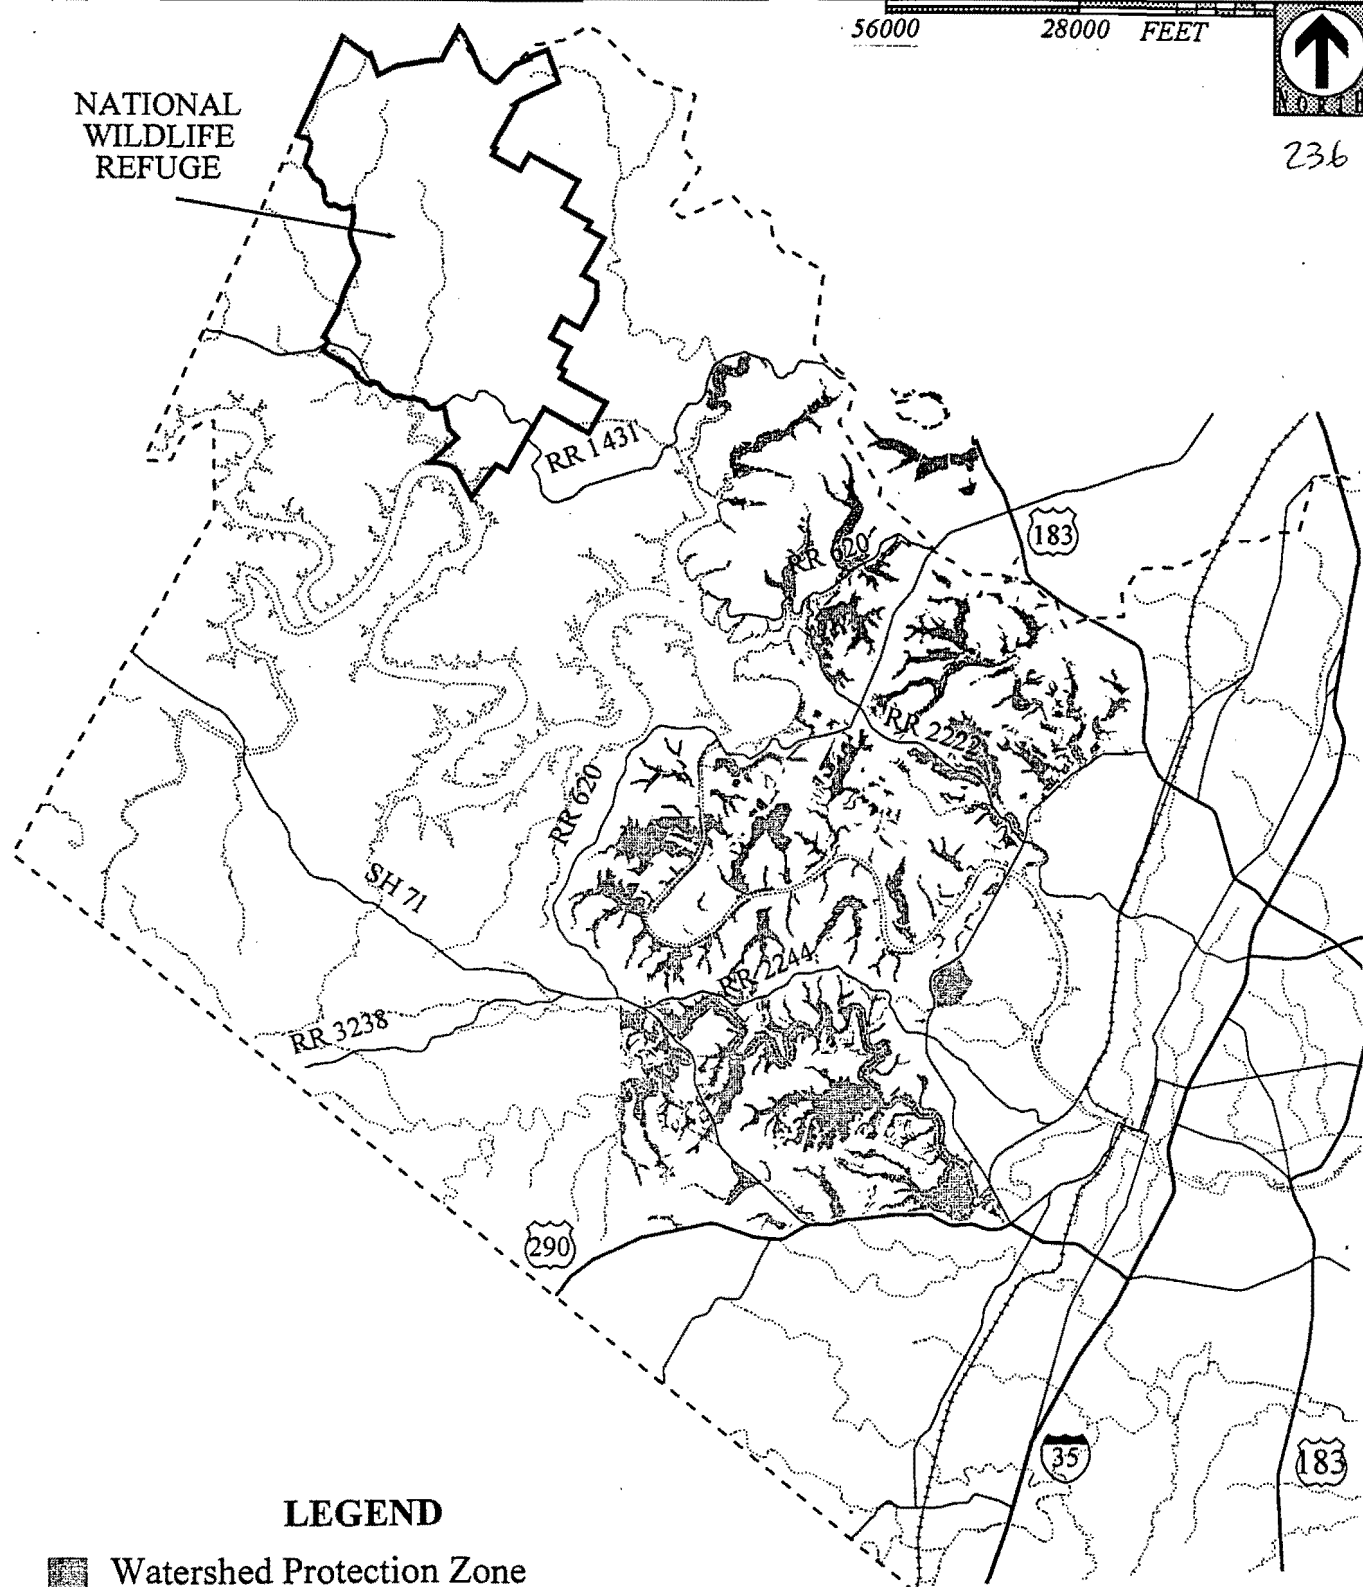 56000 28000 FEET
NORTH
236
NATIONAL
WILDLIFE
REFUGE
RR 1431
183
RR 620
RR 2222
RR 620
SH 71
RR 2244
RR 3238
290
35
183
LEGEND
Watershed Protection Zone